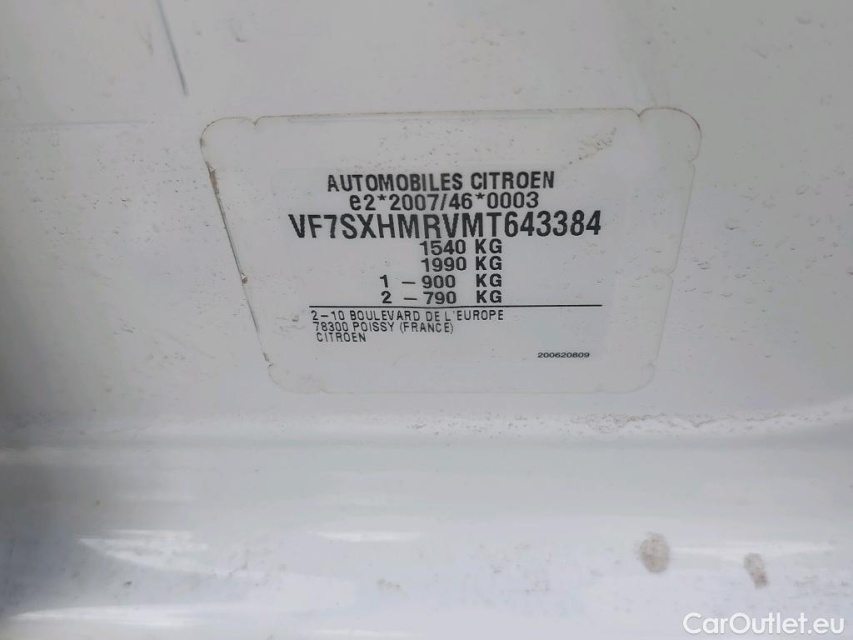 AUTOMOBILES CITROEN
e2*2007/46*0003
VF7SXHMRVMT643384
1540 KG
1990 KG
1 – 900 KG
2 – 790 KG
2–10 BOULEVARD DE L'EUROPE
78300 POISSY (FRANCE)
CITROEN
200620809
CarOutlet.eu